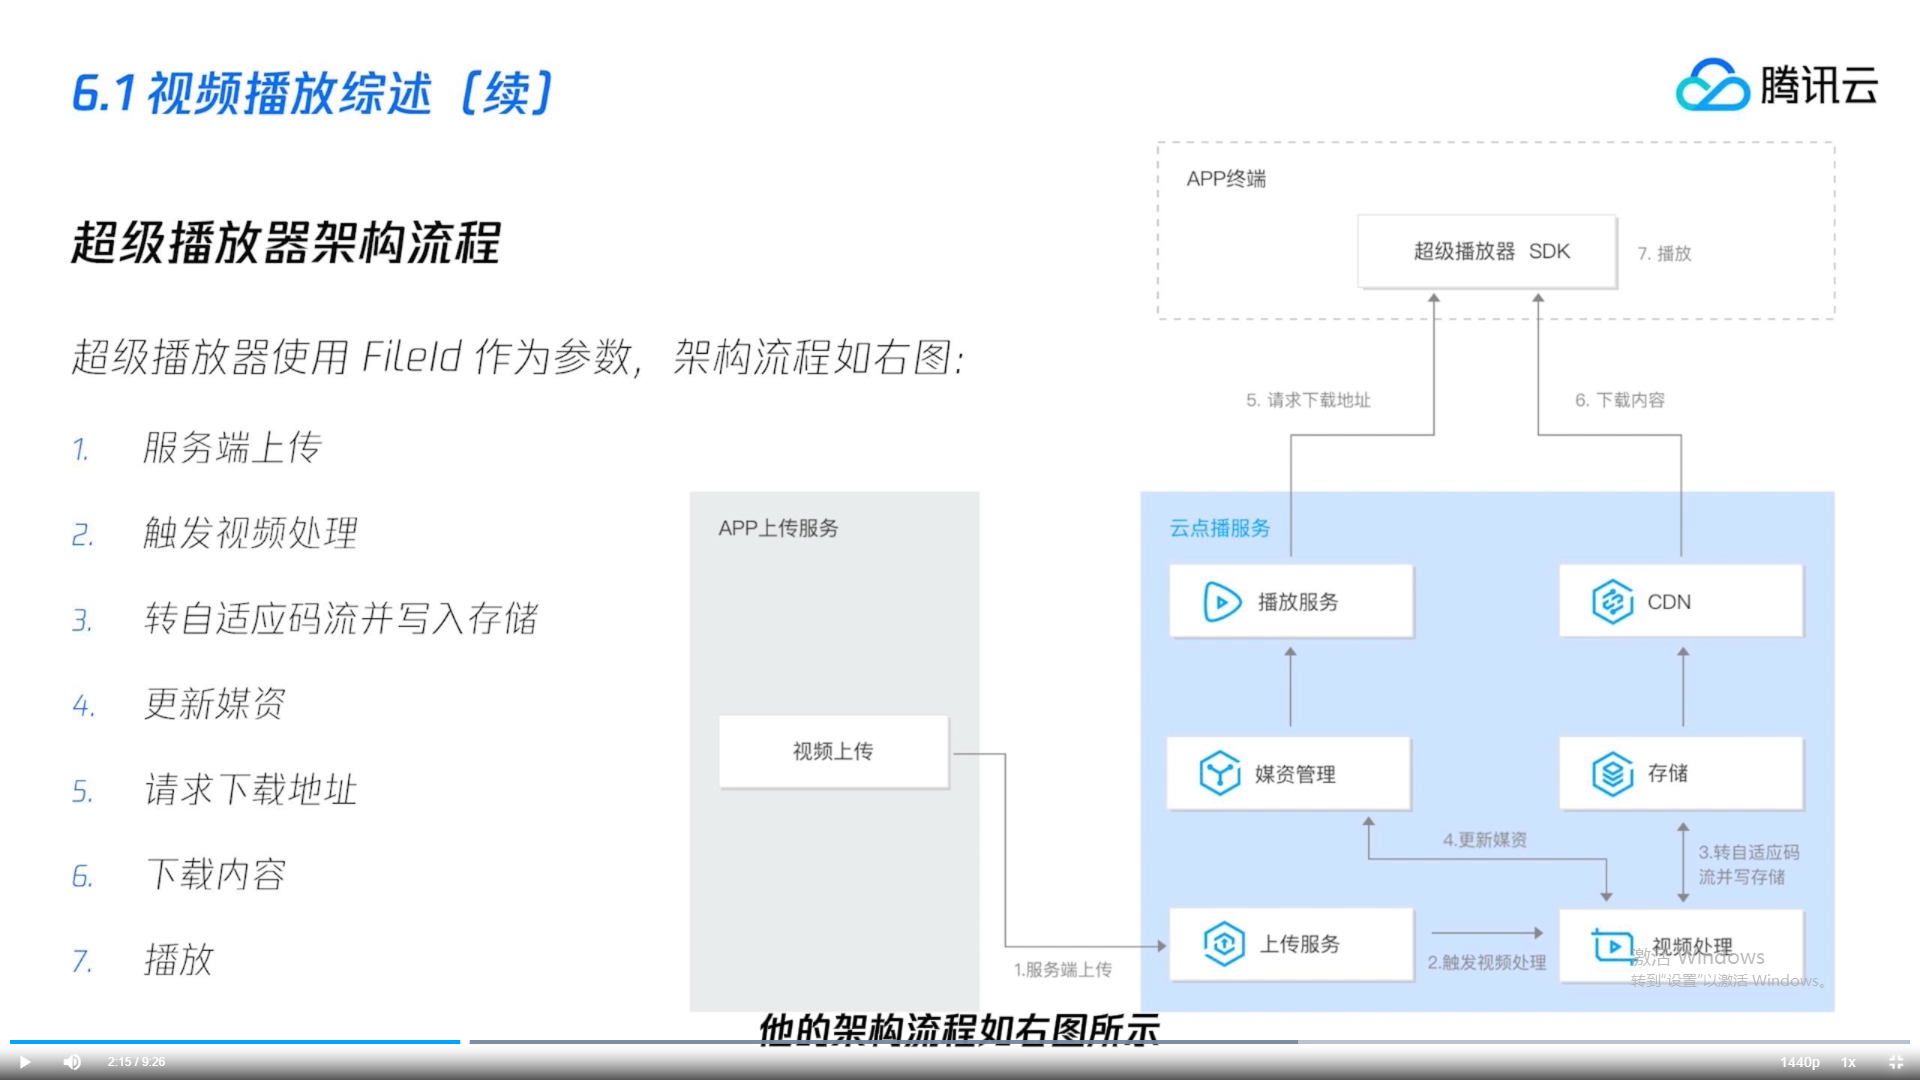 6.1 视频播放综述（续）
腾讯云
超级播放器架构流程
超级播放器使用 FileId 作为参数，架构流程如右图：
1. 服务端上传
2. 触发视频处理
3. 转自适应码流并写入存储
4. 更新媒资
5. 请求下载地址
6. 下载内容
7. 播放
APP终端
超级播放器 SDK
7. 播放
5. 请求下载地址
6. 下载内容
APP上传服务
视频上传
云点播服务
播放服务
CDN
媒资管理
存储
4.更新媒资
3.转自适应码
流并写存储
上传服务
视频处理
1.服务端上传
2.触发视频处理
激活 Windows
转到“设置”以激活 Windows。
他的架构流程如右图所示
2:15 / 9:26
1440p
1x